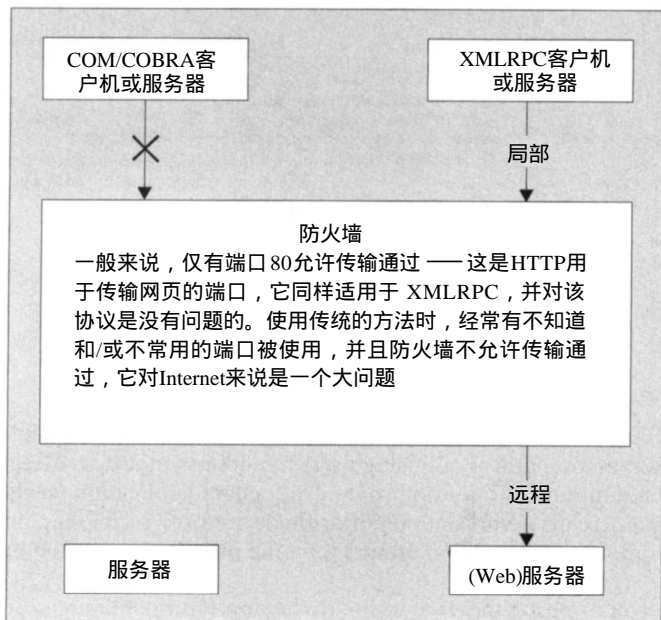 COM/COBRA客
户机或服务器
XMLRPC客户机
或服务器
局部
防火墙
一般来说，仅有端口80允许传输通过 —— 这是HTTP用
于传输网页的端口，它同样适用于 XMLRPC，并对该
协议是没有问题的。使用传统的方法时，经常有不知道
和/或不常用的端口被使用，并且防火墙不允许传输通
过，它对Internet来说是一个大问题
远程
服务器
(Web)服务器